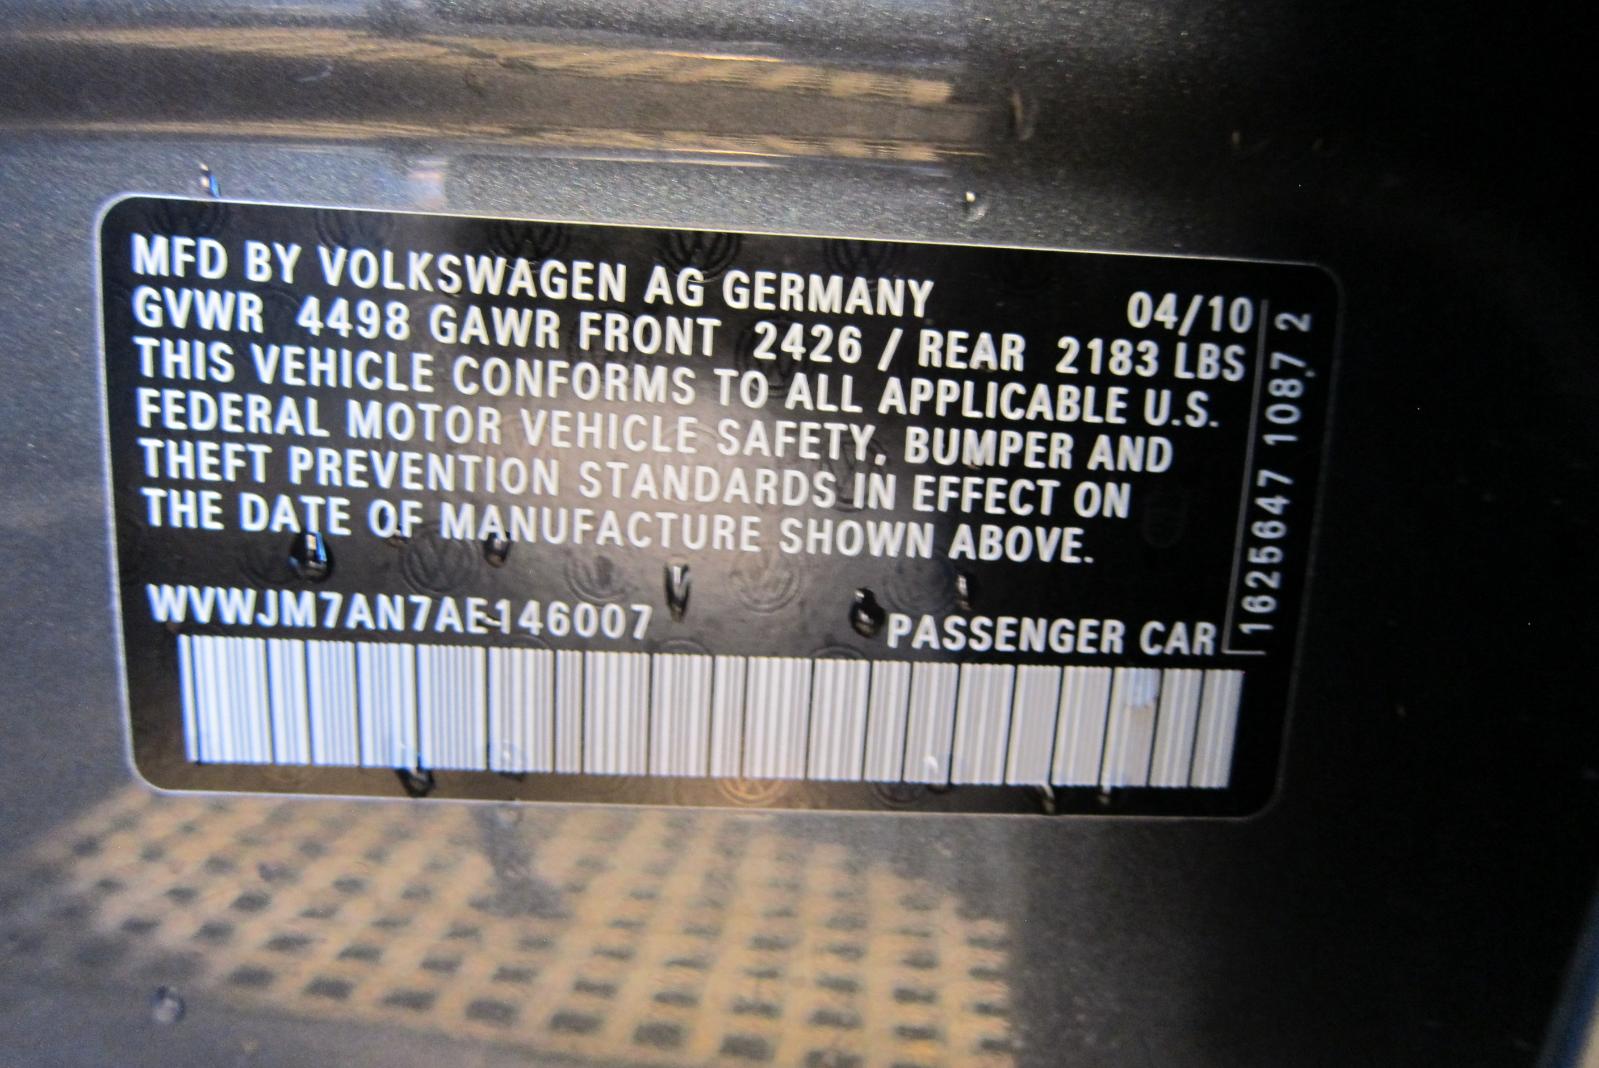 MFD BY VOLKSWAGEN AG GERMANY 04/10
GVWR 4498 GAWR FRONT 2426 / REAR 2183 LBS
THIS VEHICLE CONFORMS TO ALL APPLICABLE U.S.
FEDERAL MOTOR VEHICLE SAFETY, BUMPER AND
THEFT PREVENTION STANDARDS IN EFFECT ON
THE DATE OF MANUFACTURE SHOWN ABOVE.
WVWJM7AN7AE146007 PASSENGER CAR
1625647 1087 2